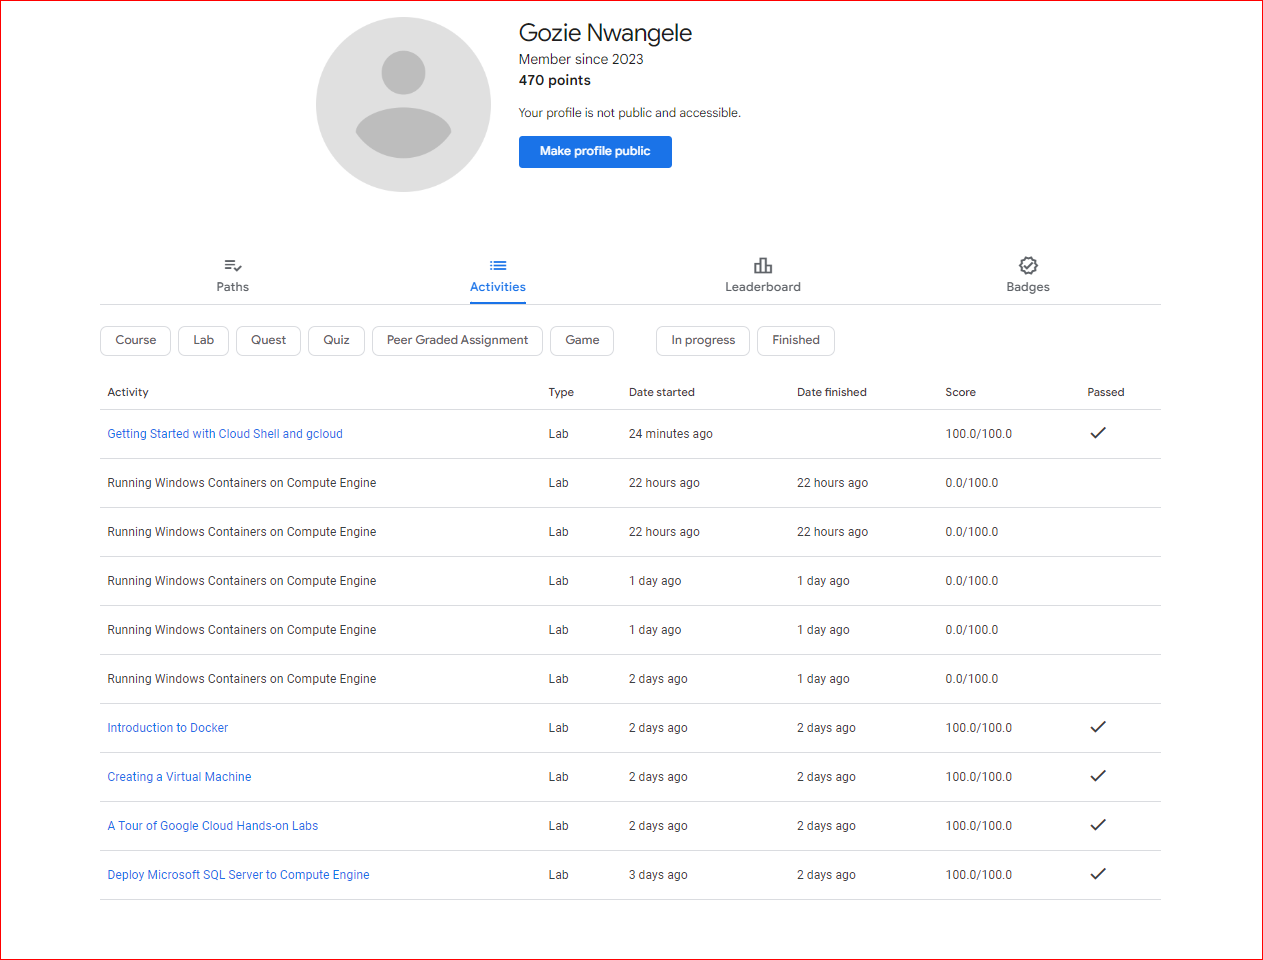 Gozie Nwangele
Member since 2023
470 points
Your profile is not public and accessible.
Make profile public
Paths Activities Leaderboard Badges
Course Lab Quest Quiz Peer Graded Assignment Game In progress Finished
Activity Type Date started Date finished Score Passed
Getting Started with Cloud Shell and gcloud Lab 24 minutes ago 100.0/100.0
Running Windows Containers on Compute Engine Lab 22 hours ago 22 hours ago 0.0/100.0
Running Windows Containers on Compute Engine Lab 22 hours ago 22 hours ago 0.0/100.0
Running Windows Containers on Compute Engine Lab 1 day ago 1 day ago 0.0/100.0
Running Windows Containers on Compute Engine Lab 1 day ago 1 day ago 0.0/100.0
Running Windows Containers on Compute Engine Lab 2 days ago 1 day ago 0.0/100.0
Introduction to Docker Lab 2 days ago 2 days ago 100.0/100.0
Creating a Virtual Machine Lab 2 days ago 2 days ago 100.0/100.0
A Tour of Google Cloud Hands-on Labs Lab 2 days ago 2 days ago 100.0/100.0
Deploy Microsoft SQL Server to Compute Engine Lab 3 days ago 2 days ago 100.0/100.0